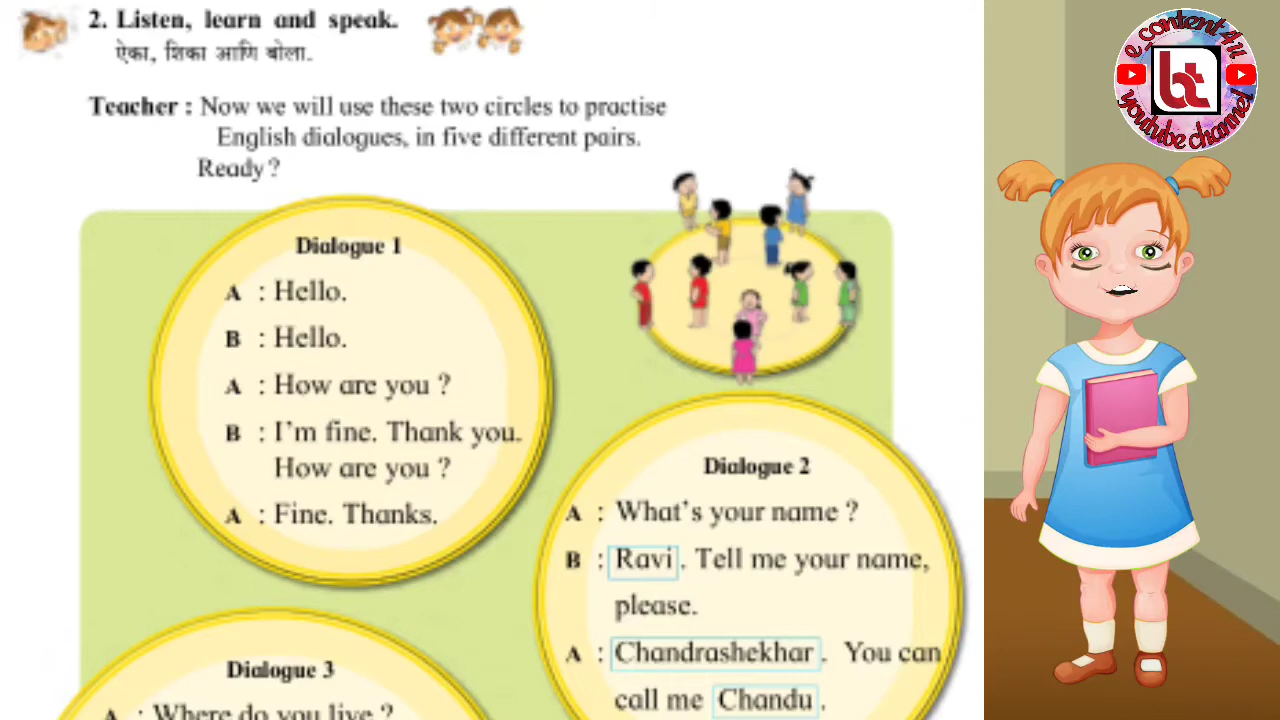 2. Listen, learn and speak.
ऐका, शिका आणि बोला.
Teacher : Now we will use these two circles to practise
English dialogues, in five different pairs.
Ready ?
Dialogue 1
A : Hello.
B : Hello.
A : How are you ?
B : I'm fine. Thank you.
How are you ?
A : Fine. Thanks.
Dialogue 2
A : What's your name ?
B : Ravi. Tell me your name,
please.
A : Chandrashekhar. You can
call me Chandu.
Dialogue 3
A : Where do you live ?
e content4u
youtube channel